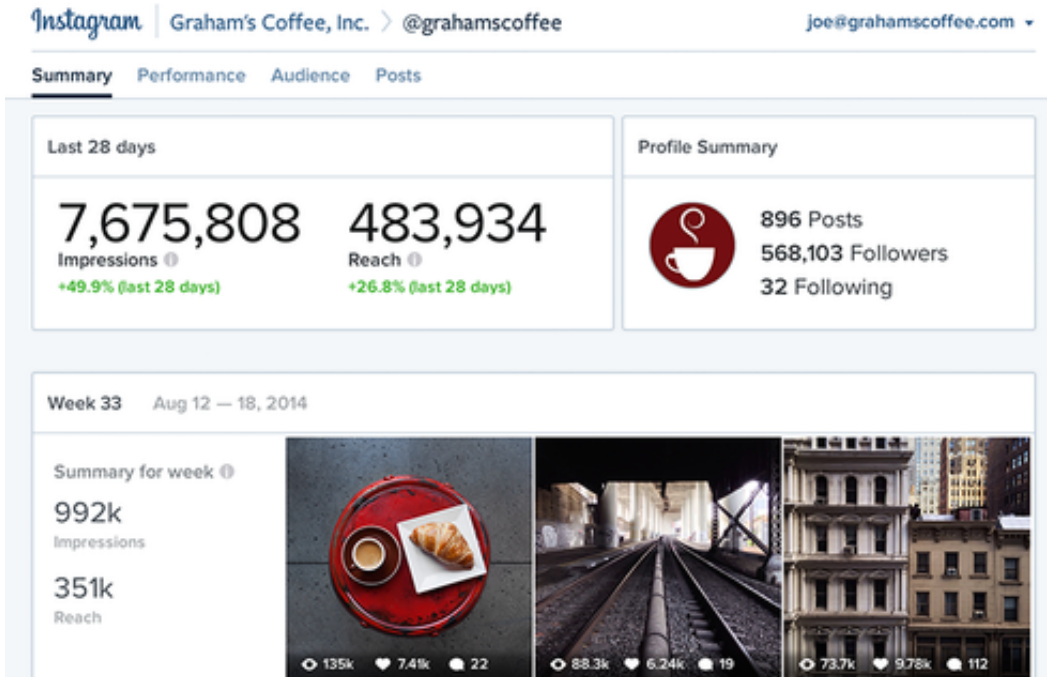 Instagram Graham's Coffee, Inc. > @grahamscoffee joe@grahamscoffee.com
Summary Performance Audience Posts
Last 28 days
7,675,808 483,934
Impressions Reach
+49.9% (last 28 days) +26.8% (last 28 days)
Profile Summary
896 Posts
568,103 Followers
32 Following
Week 33 Aug 12 — 18, 2014
Summary for week
992k
Impressions
351k
Reach
135k 7.41k 22
88.3k 6.24k 19
73.7k 9.78k 112